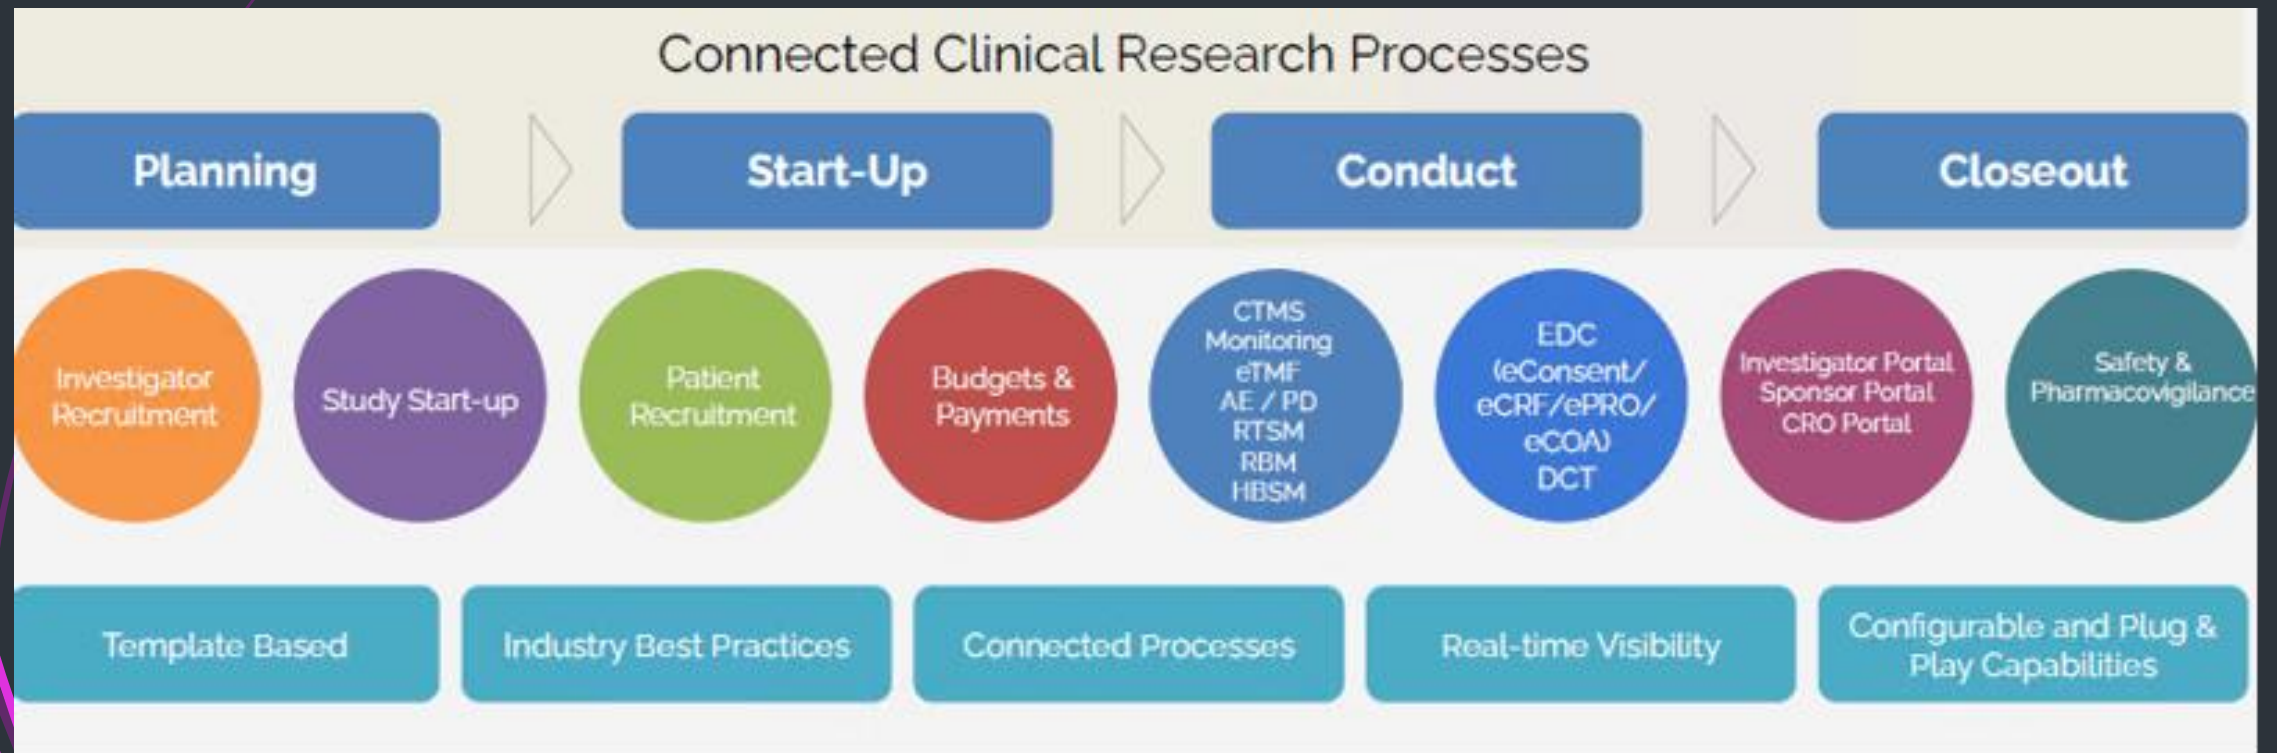 Connected Clinical Research Processes
Planning
Start-Up
Conduct
Closeout
Investigator
Recruitment
Study Start-up
Patient
Recruitment
Budgets &
Payments
CTMS
Monitoring
eTMF
AE / PD
RTSM
RBM
HBSM
EDC
(eConsent/
eCRF/ePRO/
eCOA)
DCT
Investigator Portal
Sponsor Portal
CRO Portal
Safety &
Pharmacovigilance
Template Based
Industry Best Practices
Connected Processes
Real-time Visibility
Configurable and Plug &
Play Capabilities